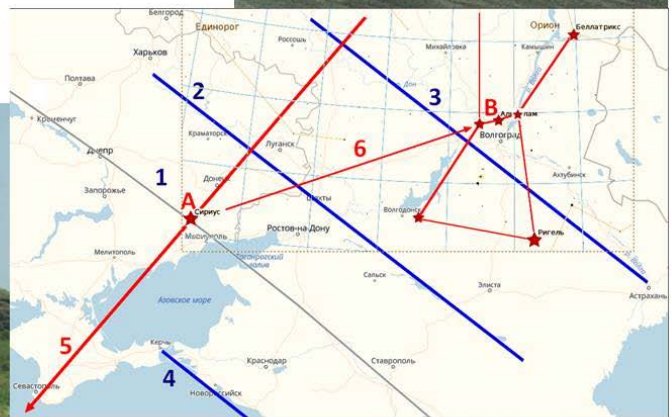 Белгород
Единорог
Орион
Беллатрикс
Россошь
Михайловка
Камышин
Харьков
Полтава
2
Дон
3
B
Кременчуг
Краматорск
Волгоград
Луганск
6
Днепр
1
Донецк
Ахтубинск
Запорожье
A
Сириус
Шахты
Волгодонск
Мариуполь
Ростов-на-Дону
Ригель
Мелитополь
Таганрогский
залив
Сальск
Элиста
Астрахань
Азовское море
5
Керчь
Краснодар
Ставрополь
Севастополь
4
Новороссийск